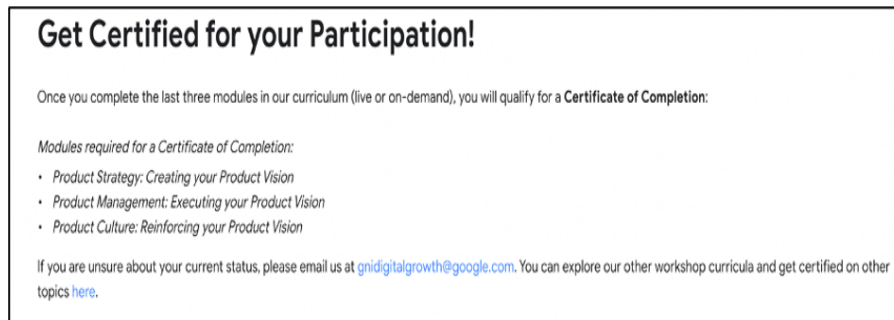 Get Certified for your Participation!
Once you complete the last three modules in our curriculum (live or on-demand), you will qualify for a Certificate of Completion:
Modules required for a Certificate of Completion:
• Product Strategy: Creating your Product Vision
• Product Management: Executing your Product Vision
• Product Culture: Reinforcing your Product Vision
If you are unsure about your current status, please email us at gnidigitalgrowth@google.com. You can explore our other workshop curricula and get certified on other
topics here.